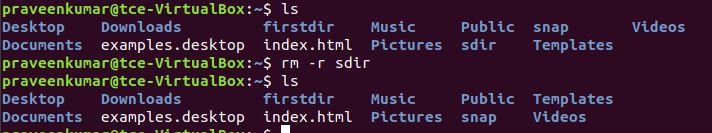 praveenkumar@tce-VirtualBox:~$ ls
Desktop Downloads firstdir Music Public snap Videos
Documents examples.desktop index.html Pictures sdir Templates
praveenkumar@tce-VirtualBox:~$ rm -r sdir
praveenkumar@tce-VirtualBox:~$ ls
Desktop Downloads firstdir Music Public Templates
Documents examples.desktop index.html Pictures snap Videos